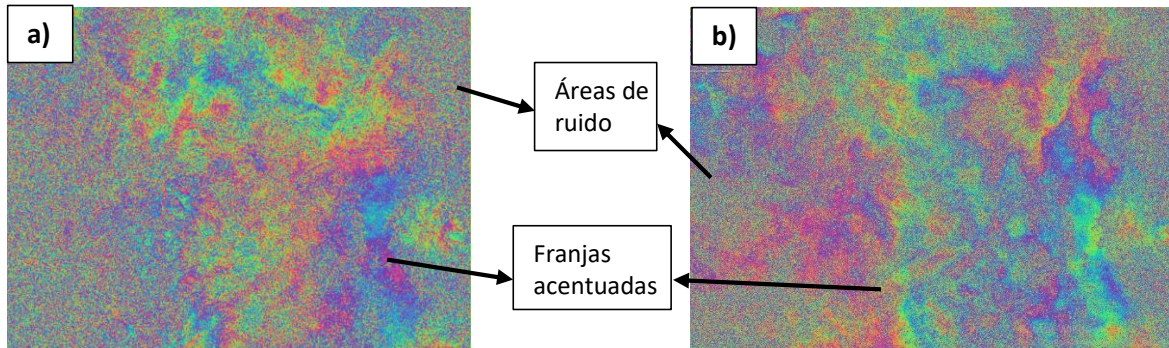 a)
b)
Áreas de
ruido
Franjas
acentuadas